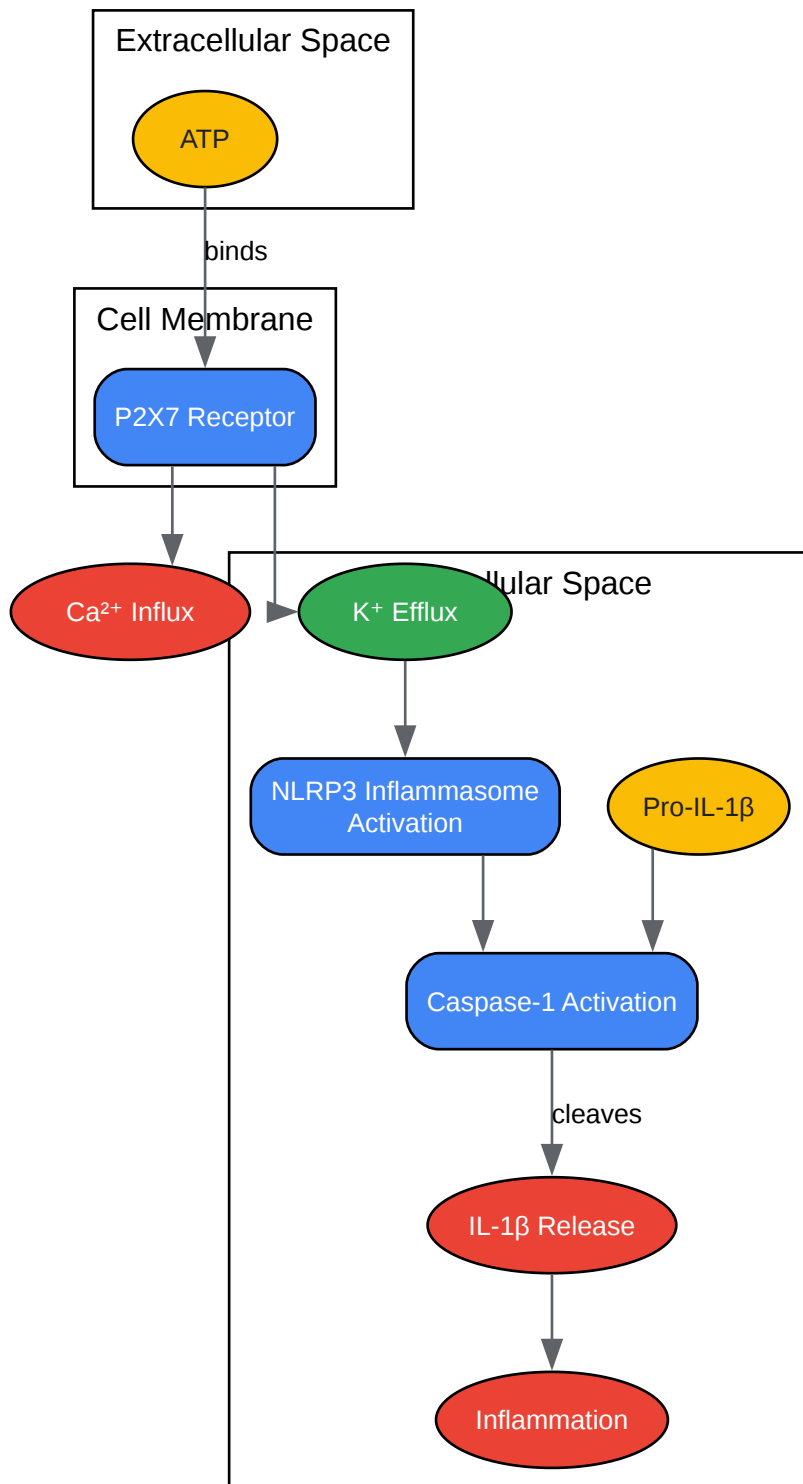 Extracellular Space
ATP
binds
Cell Membrane
P2X7 Receptor
Ca²⁺ Influx
K⁺ Efflux
Space
NLRP3 Inflammasome
Activation
Pro-IL-1β
Caspase-1 Activation
cleaves
IL-1β Release
Inflammation